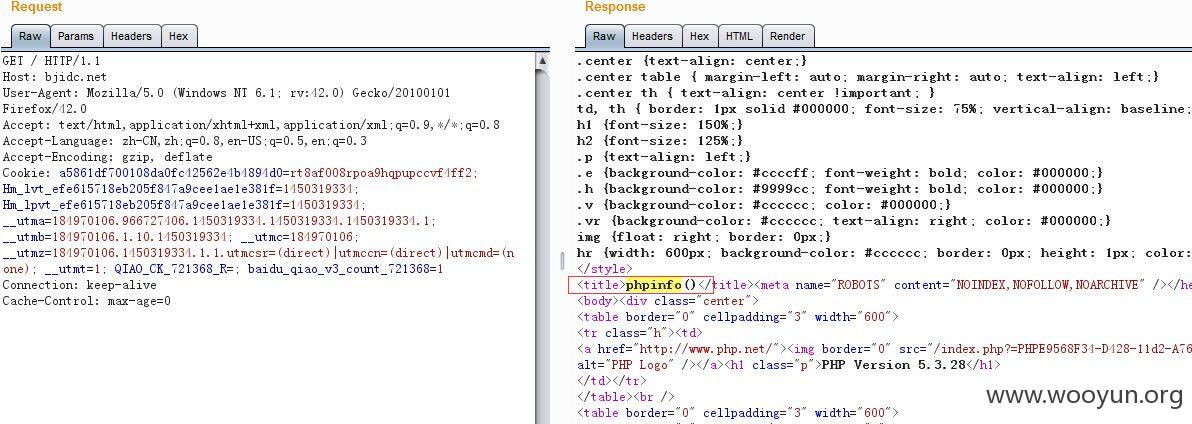 Request
Raw Params Headers Hex
GET / HTTP/1.1
Host: bjidc.net
User-Agent: Mozilla/5.0 (Windows NT 6.1; rv:42.0) Gecko/20100101
Firefox/42.0
Accept: text/html,application/xhtml+xml,application/xml;q=0.9,*/*;q=0.8
Accept-Language: zh-CN,zh;q=0.8,en-US;q=0.5,en;q=0.3
Accept-Encoding: gzip, deflate
Cookie: a5861df700108da0fc42562e4b4894d0=rt8af008rpoa9hqpupccvf4ff2;
Hm_lvt_efe615718eb205f847a9cee1ae1e381f=1450319334;
Hm_lpvt_efe615718eb205f847a9cee1ae1e381f=1450319334;
__utma=184970106.966727406.1450319334.1450319334.1450319334.1;
__utmb=184970106.1.10.1450319334; __utmc=184970106;
__utmz=184970106.1450319334.1.1.utmcsr=(direct)|utmccn=(direct)|utmcmd=(n
one); __utmt=1; QIAO_CK_721368_R=; baidu_qiao_v3_count_721368=1
Connection: keep-alive
Cache-Control: max-age=0
Response
Raw Headers Hex HTML Render
.center {text-align: center;}
.center table { margin-left: auto; margin-right: auto; text-align: left;}
.center th { text-align: center !important; }
td, th { border: 1px solid #000000; font-size: 75%; vertical-align: baseline;
h1 {font-size: 150%;}
h2 {font-size: 125%;}
.p {text-align: left;}
.e {background-color: #ccccff; font-weight: bold; color: #000000;}
.h {background-color: #9999cc; font-weight: bold; color: #000000;}
.v {background-color: #cccccc; color: #000000;}
.vr {background-color: #cccccc; text-align: right; color: #000000;}
img {float: right; border: 0px;}
hr {width: 600px; background-color: #cccccc; border: 0px; height: 1px; color:
</style>
<title>phpinfo()</title><meta name="ROBOTS" content="NOINDEX,NOFOLLOW,NOARCHIVE" /></he
<body><div class="center">
<table border="0" cellpadding="3" width="600">
<tr class="h"><td>
<a href="http://www.php.net/"><img border="0" src="/index.php?=PHPE9568F34-D428-11d2-A76
alt="PHP Logo" /></a><h1 class="p">PHP Version 5.3.28</h1>
</td></tr>
</table><br />
<table border="0" cellpadding="3" width="600">
www.wooyun.org